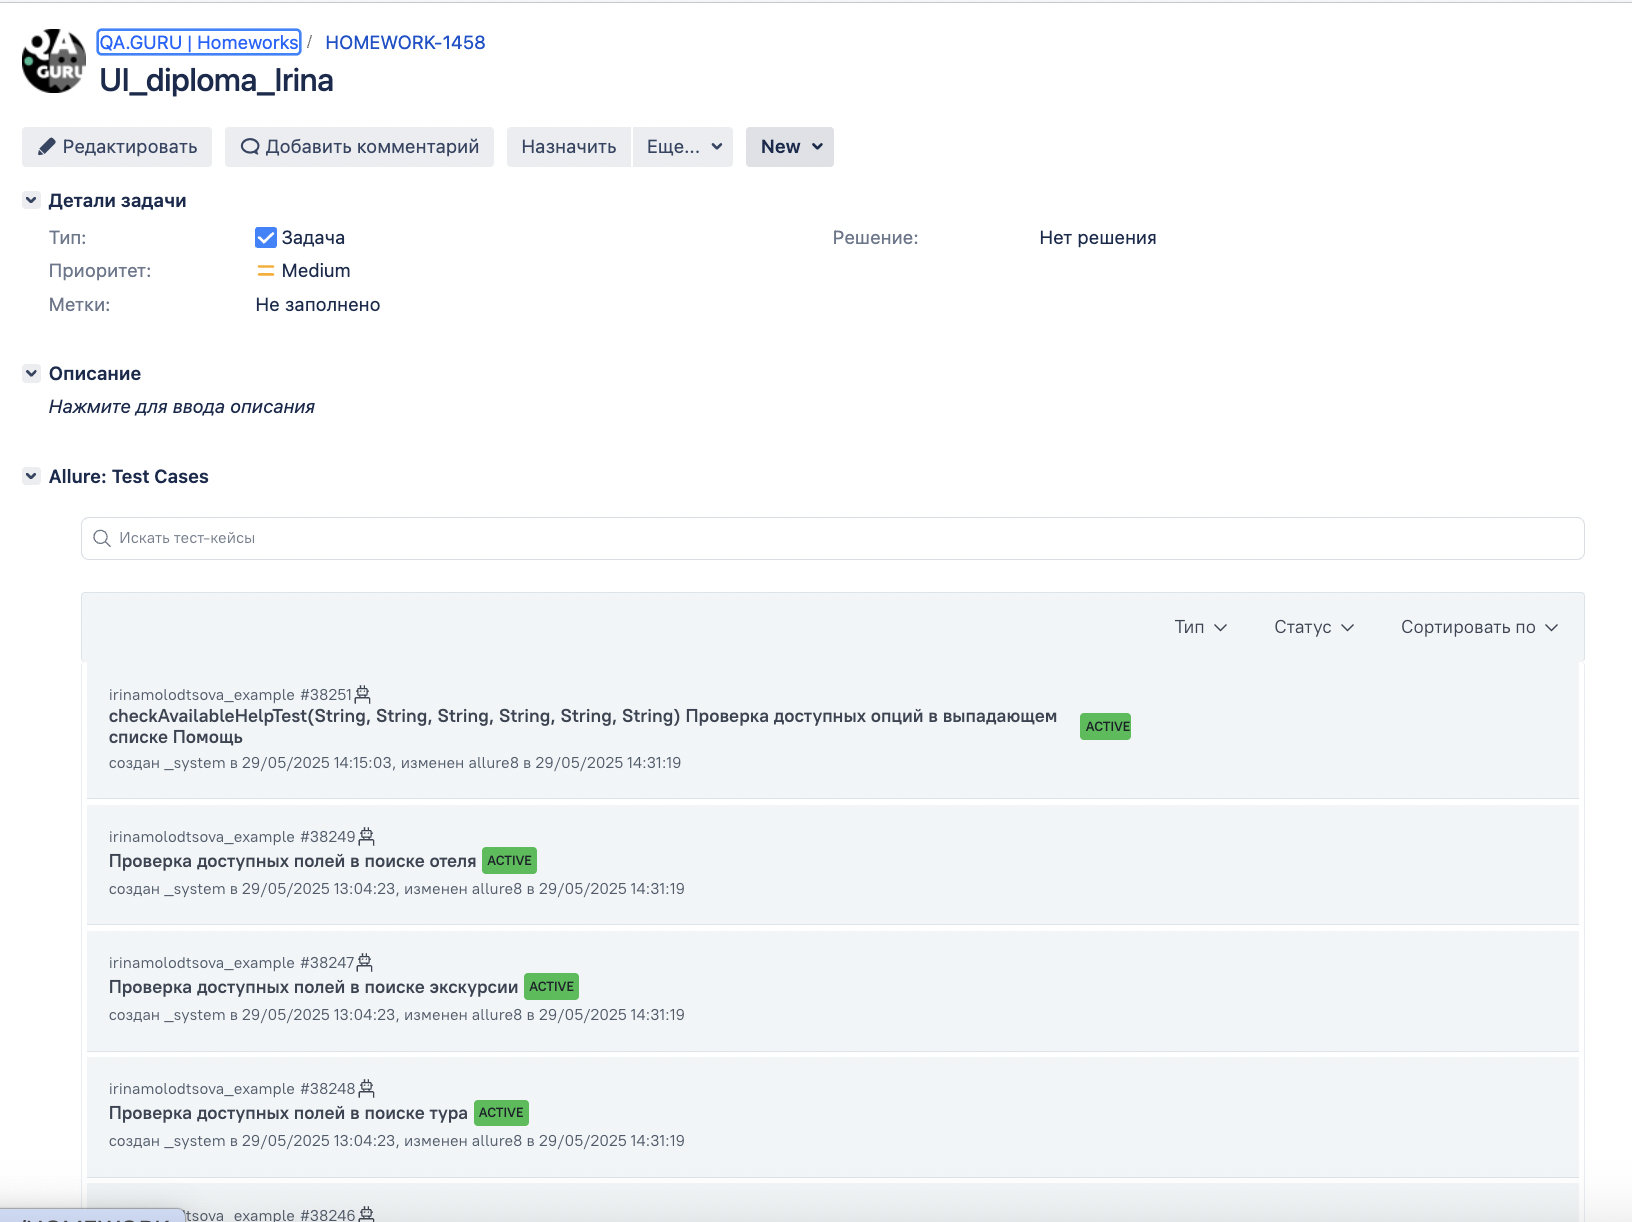 QA GURU
QA.GURU | Homeworks / HOMEWORK-1458
UI_diploma_Irina
Редактировать Добавить комментарий Назначить Еще... New
Детали задачи
Тип: Задача Решение: Нет решения
Приоритет: Medium
Метки: Не заполнено
Описание
Нажмите для ввода описания
Allure: Test Cases
Искать тест-кейсы
Тип Статус Сортировать по
irinamolodtsova_example #38251
checkAvailableHelpTest(String, String, String, String, String, String) Проверка доступных опций в выпадающем
списке Помощь ACTIVE
создан _system в 29/05/2025 14:15:03, изменен allure8 в 29/05/2025 14:31:19
irinamolodtsova_example #38249
Проверка доступных полей в поиске отеля ACTIVE
создан _system в 29/05/2025 13:04:23, изменен allure8 в 29/05/2025 14:31:19
irinamolodtsova_example #38247
Проверка доступных полей в поиске экскурсии ACTIVE
создан _system в 29/05/2025 13:04:23, изменен allure8 в 29/05/2025 14:31:19
irinamolodtsova_example #38248
Проверка доступных полей в поиске тура ACTIVE
создан _system в 29/05/2025 13:04:23, изменен allure8 в 29/05/2025 14:31:19
tsova_example #38246